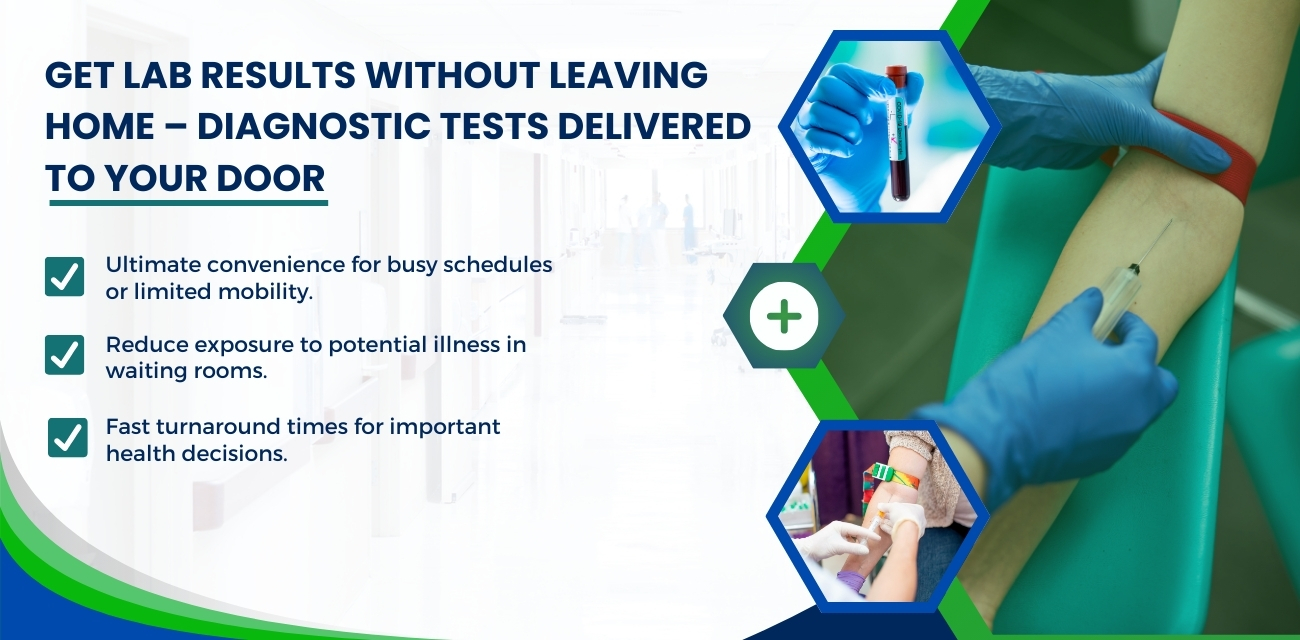 GET LAB RESULTS WITHOUT LEAVING
HOME – DIAGNOSTIC TESTS DELIVERED
TO YOUR DOOR
Ultimate convenience for busy schedules
or limited mobility.
Reduce exposure to potential illness in
waiting rooms.
Fast turnaround times for important
health decisions.